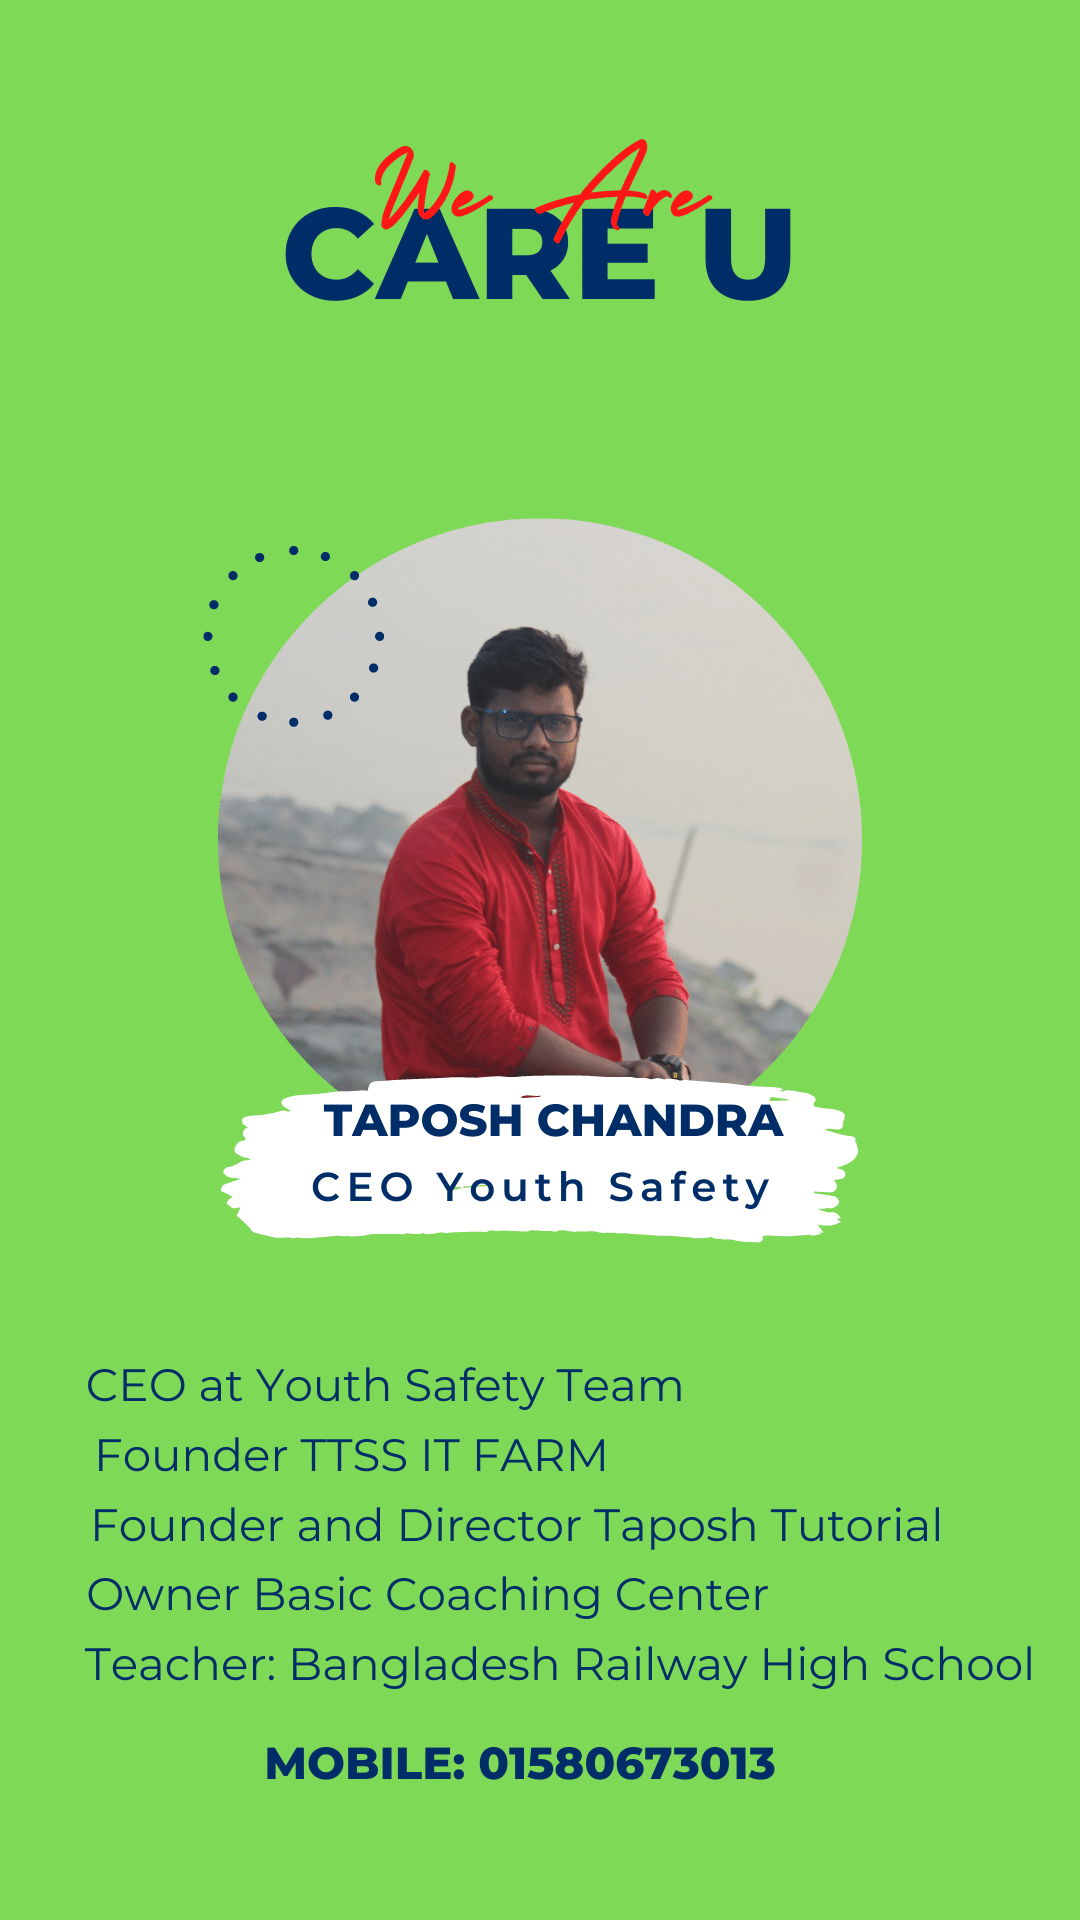 We Are
CARE U
TAPOSH CHANDRA
CEO Youth Safety
CEO at Youth Safety Team
Founder TTSS IT FARM
Founder and Director Taposh Tutorial
Owner Basic Coaching Center
Teacher: Bangladesh Railway High School
MOBILE: 01580673013